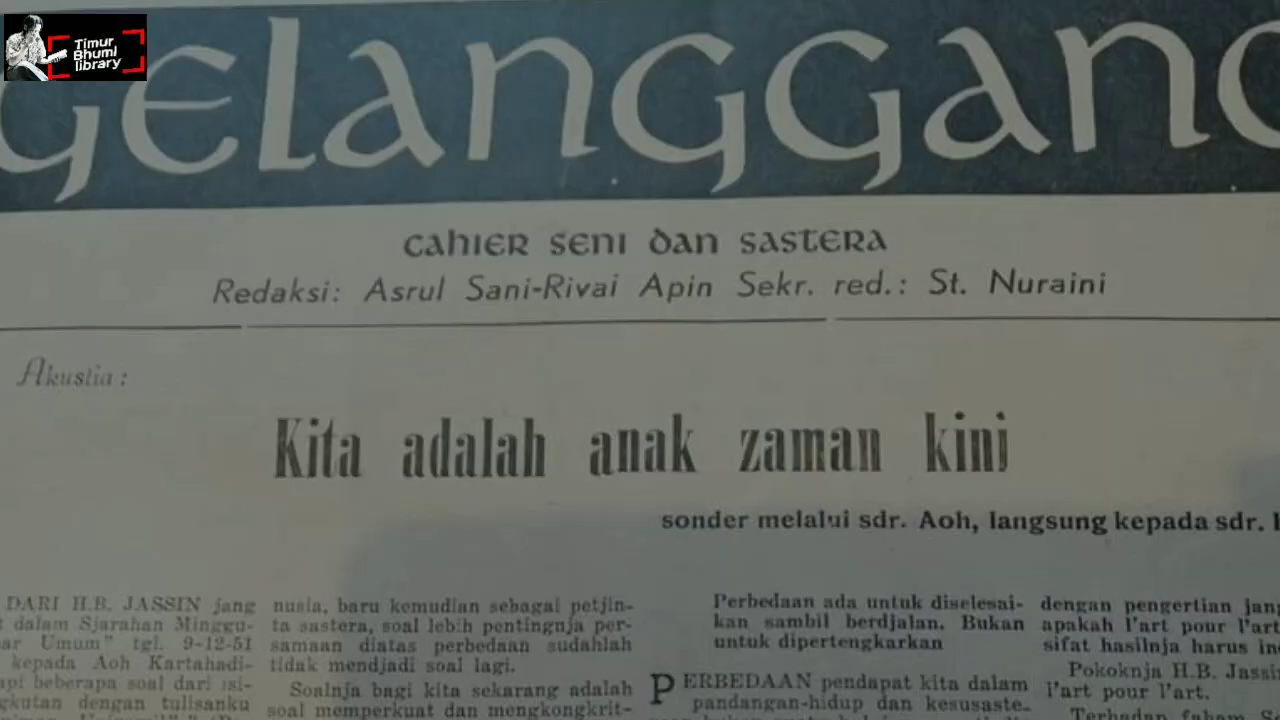 Timur
Bhumi
library
Gelanggang
CAHIER SENI DAN SASTERA
Redaksi: Asrul Sani-Rivai Apin Sekr. red.: St. Nuraini
Akustia:
Kita adalah anak zaman kini
sonder melalui sdr. Aoh, langsung kepada sdr.
DARI H.B. JASSIN jang
dalam Sjarahan Minggu-
Umum" tgl. 9-12-51
kepada Aoh Kartahadi-
beberapa soal dari isi-
dengan tulisanku
nusia, baru kemudian sebagai petjin-
ta sastera, soal lebih pentingnja per-
samaan diatas perbedaan sudahlah
tidak mendjadi soal lagi.
Soalnja bagi kita sekarang adalah
soal memperkuat dan mengkongkrit-
Perbedaan ada untuk diselesai-
kan sambil berdjalan. Bukan
untuk dipertengkarkan
PERBEDAAN pendapat kita dalam
pandangan-hidup dan kesusaste-
dengan pengertian jang
apakah l'art pour l'art
sifat hasilnja harus
Pokoknja H.B. Jassin
l'art pour l'art.
Terhadap faham